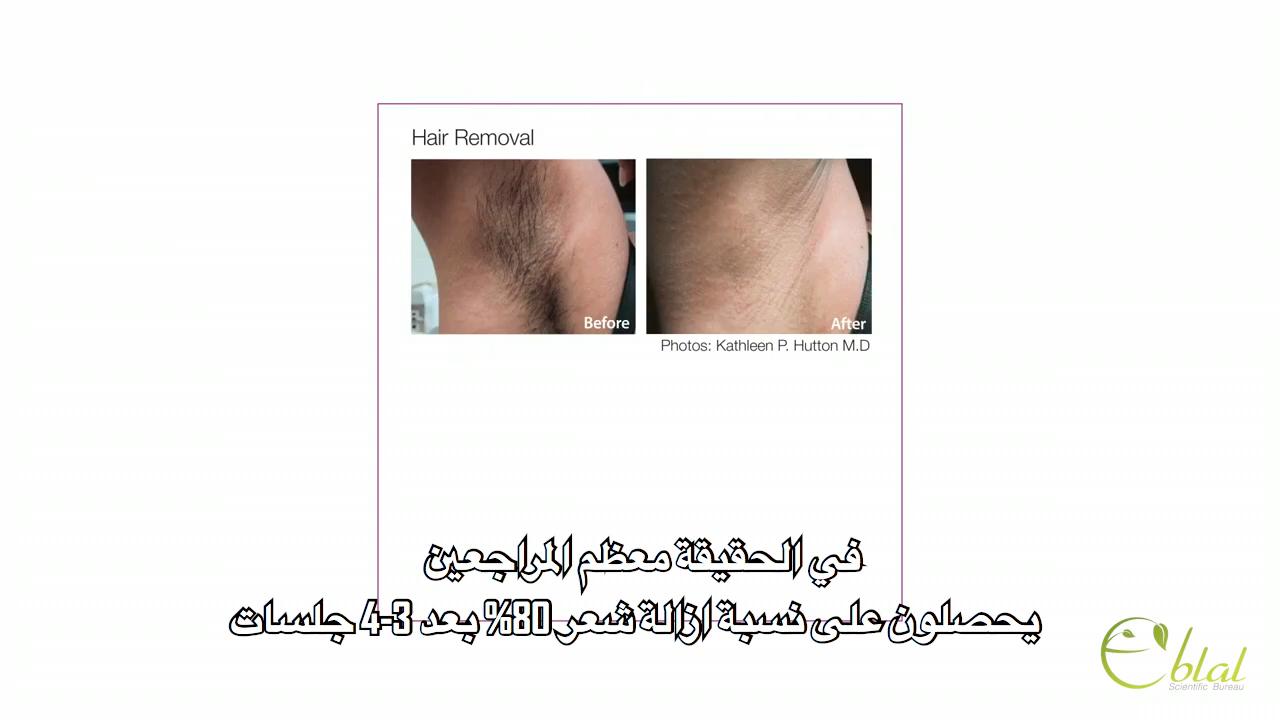 Hair Removal
Before
After
Photos: Kathleen P. Hutton M.D
في الحقيقة معظم المراجعين
يحصلون على نسبة ازالة شعر 80% بعد 3-4 جلسات
eblal
Scientific Bureau